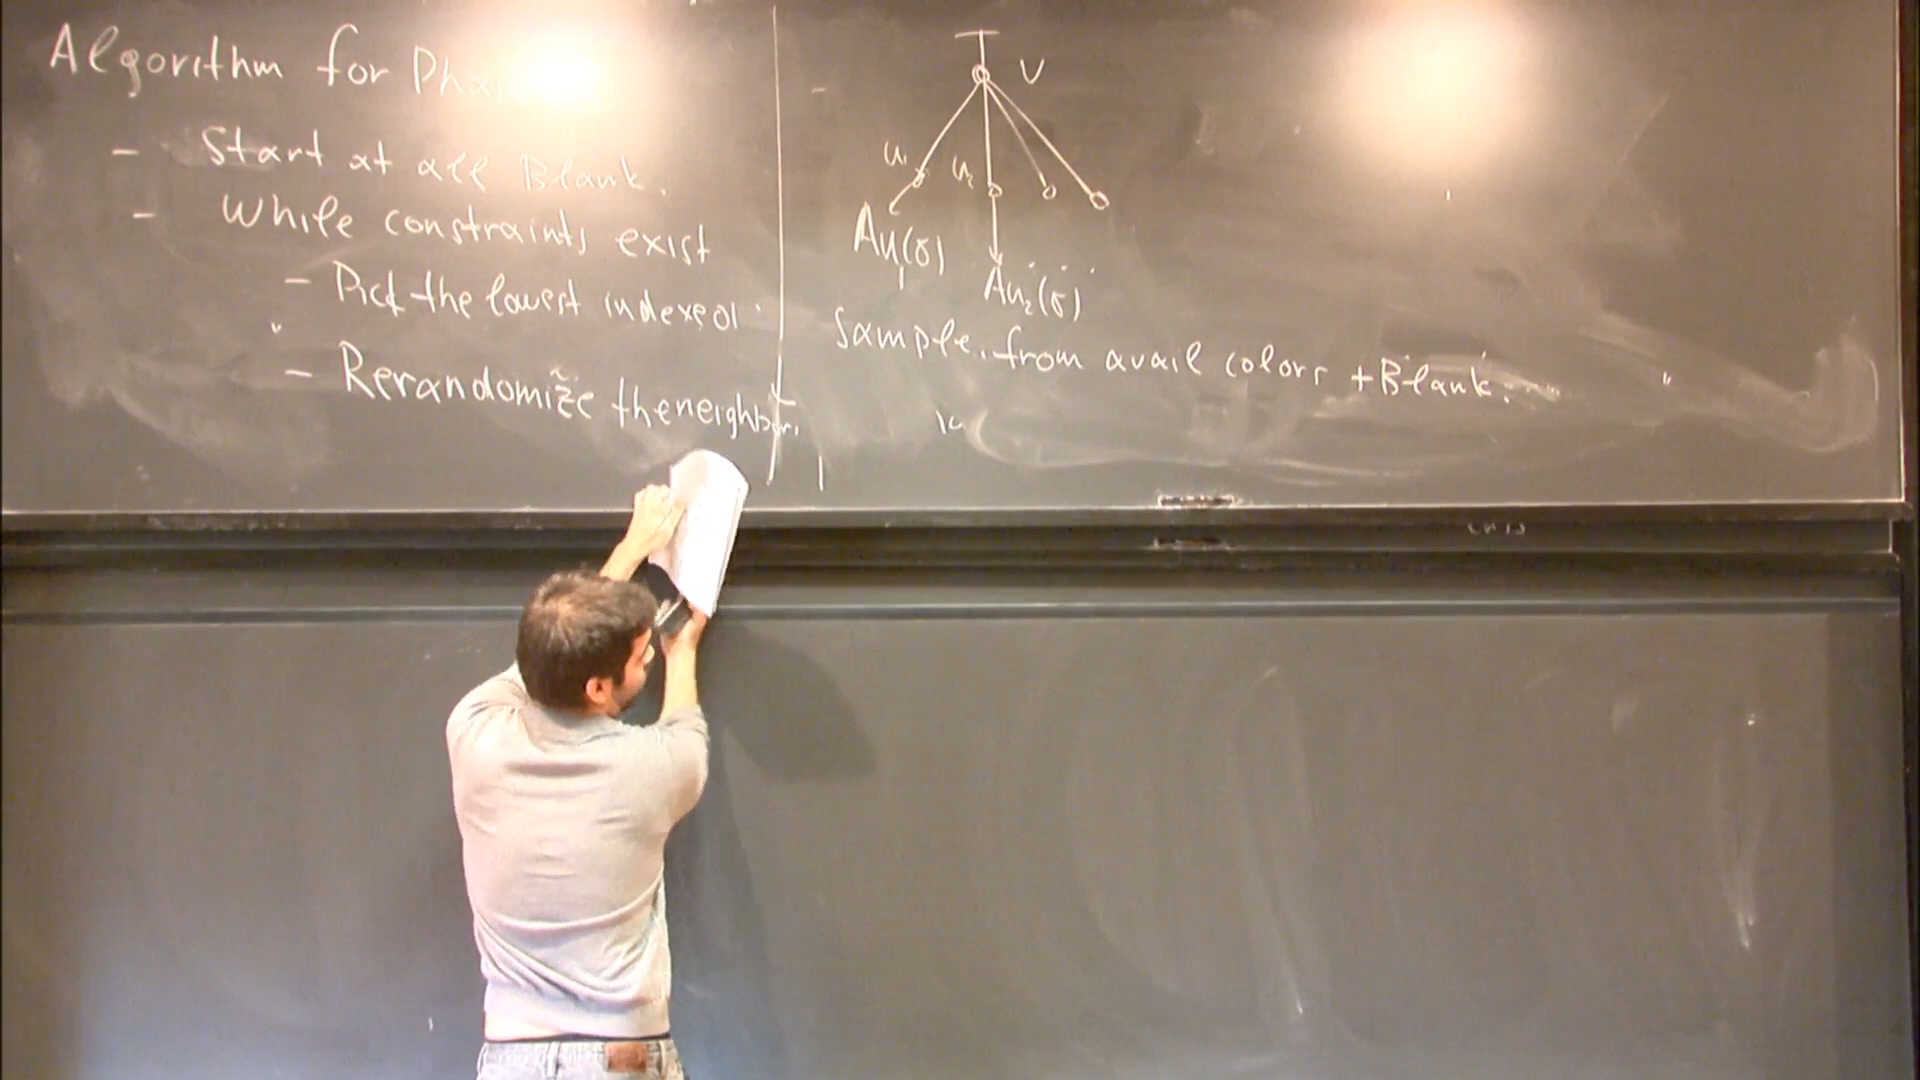 Algorithm for Pha
- Start at all Blank.
- While constraints exist
- Pick the lowest indexed
- Rerandomize the neighbors
v
u1 u2
Au1(σ)
Au2(σ)
Sample from avail colors + Blank.